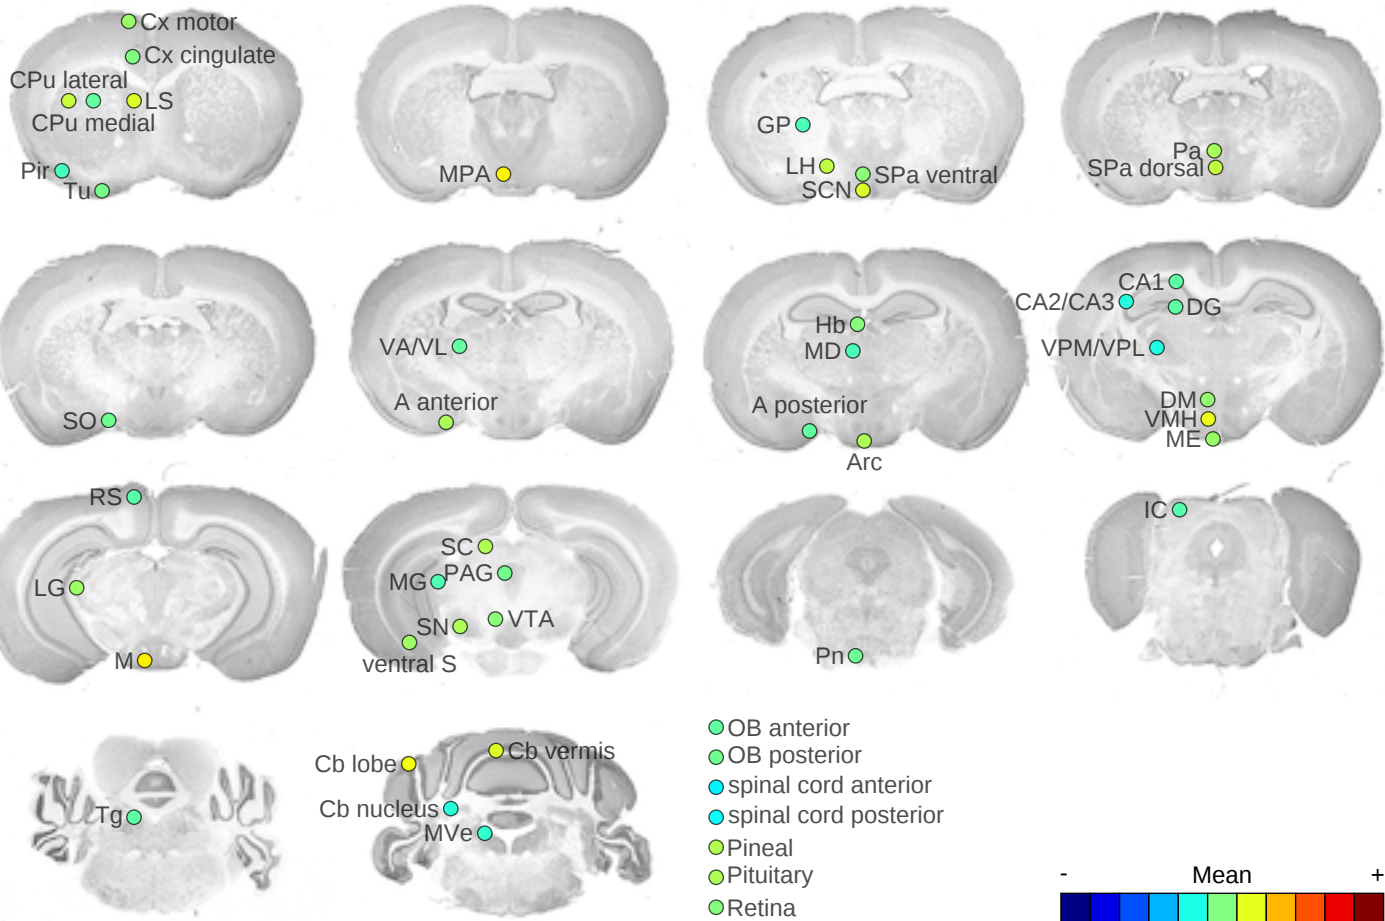 Cx motor
Cx cingulate
CPu lateral
LS
CPu medial
Pir
Tu
MPA
GP
LH
SPa ventral
SCN
Pa
SPa dorsal
SO
VA/VL
A anterior
Hb
MD
A posterior
Arc
CA1
CA2/CA3
DG
VPM/VPL
DM
VMH
ME
RS
LG
M
SC
MG
PAG
SN
VTA
ventral S
Pn
IC
Tg
Cb lobe
Cb vermis
Cb nucleus
MVe
OB anterior
OB posterior
spinal cord anterior
spinal cord posterior
Pineal
Pituitary
Retina
- Mean +